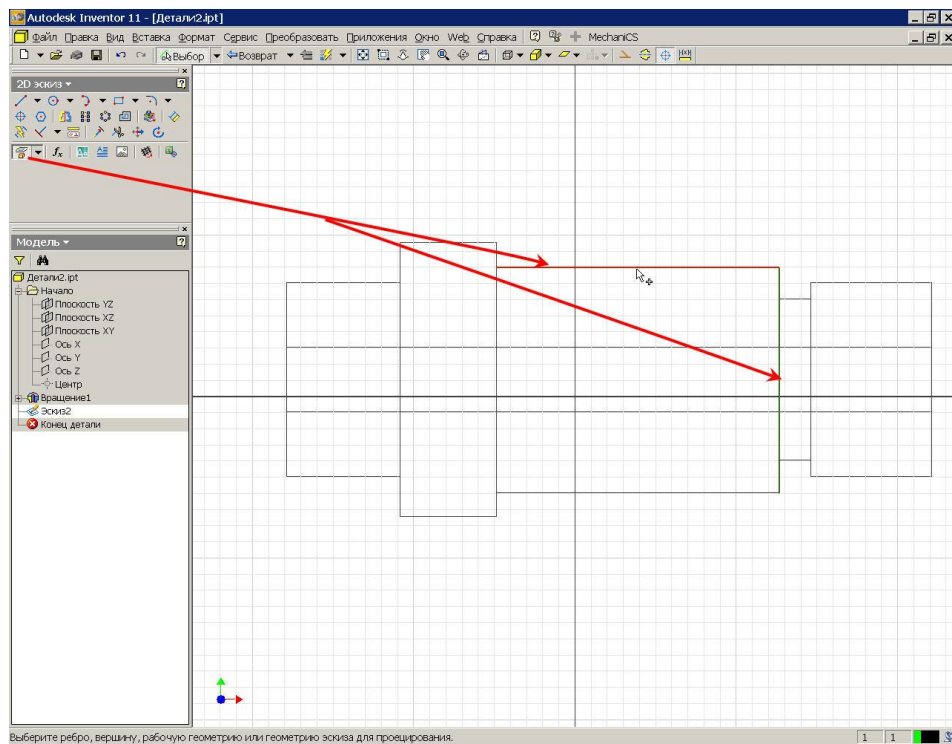 Autodesk Inventor 11 - [Детали2.ipt]
Файл Правка Вид Вставка Формат Сервис Преобразовать Приложения Окно Web Справка MechaniCS
Выбор Возврат
2D эскиз
fx
Модель
Детали2.ipt
Начало
Плоскость YZ
Плоскость XZ
Плоскость XY
Ось X
Ось Y
Ось Z
Центр
Вращение1
Эскиз2
Конец детали
Выберите ребро, вершину, рабочую геометрию или геометрию эскиза для проецирования. 1 1